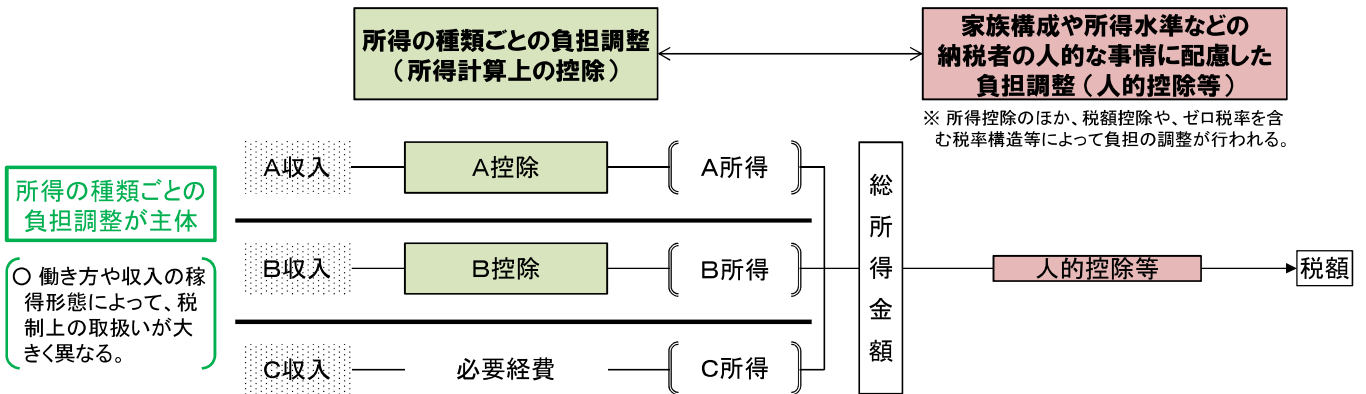 所得の種類ごとの負担調整
（所得計算上の控除）
家族構成や所得水準などの
納税者の人的な事情に配慮した
負担調整（人的控除等）
※ 所得控除のほか、税額控除や、ゼロ税率を含
む税率構造等によって負担の調整が行われる。
所得の種類ごとの
負担調整が主体
○ 働き方や収入の稼
得形態によって、税
制上の取扱いが大
きく異なる。
A収入
A控除
A所得
B収入
B控除
B所得
C収入
必要経費
C所得
総所得金額
人的控除等
税額